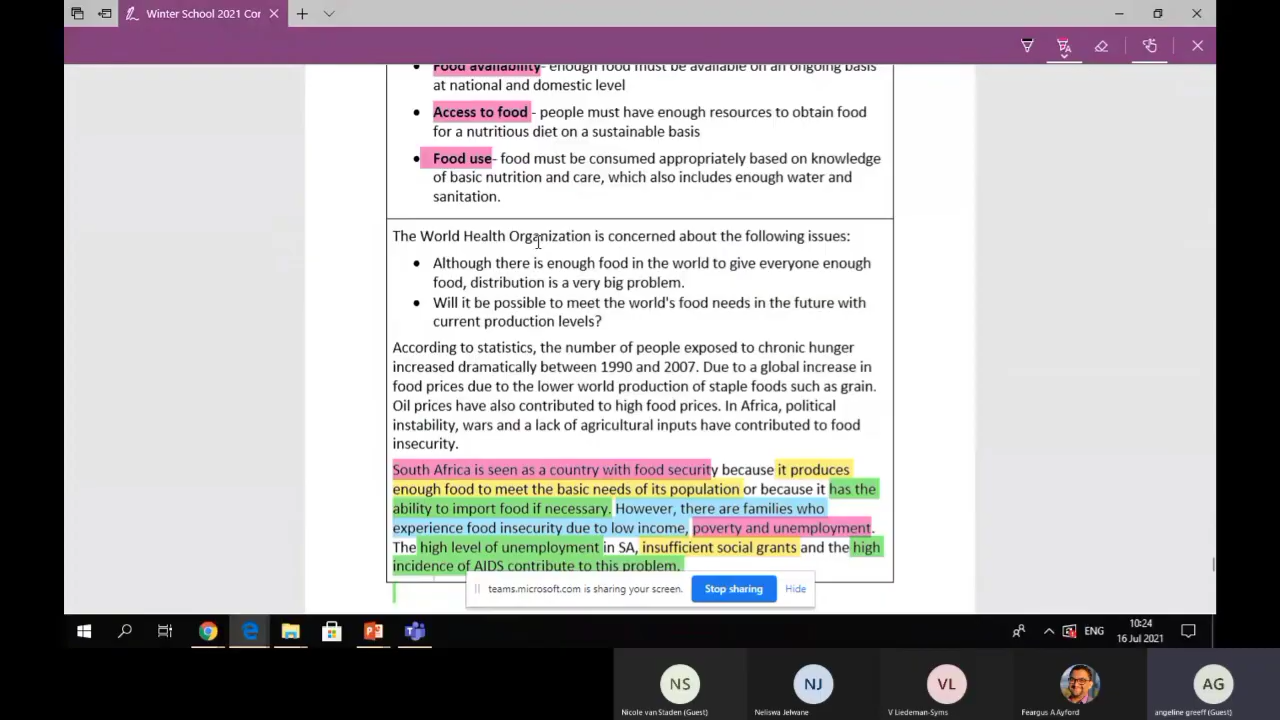 Winter School 2021 Cor
Food availability- enough food must be available on an ongoing basis
at national and domestic level
Access to food - people must have enough resources to obtain food
for a nutritious diet on a sustainable basis
Food use- food must be consumed appropriately based on knowledge
of basic nutrition and care, which also includes enough water and
sanitation.
The World Health Organization is concerned about the following issues:
Although there is enough food in the world to give everyone enough
food, distribution is a very big problem.
Will it be possible to meet the world's food needs in the future with
current production levels?
According to statistics, the number of people exposed to chronic hunger
increased dramatically between 1990 and 2007. Due to a global increase in
food prices due to the lower world production of staple foods such as grain.
Oil prices have also contributed to high food prices. In Africa, political
instability, wars and a lack of agricultural inputs have contributed to food
insecurity.
South Africa is seen as a country with food security because it produces
enough food to meet the basic needs of its population or because it has the
ability to import food if necessary. However, there are families who
experience food insecurity due to low income, poverty and unemployment.
The high level of unemployment in SA, insufficient social grants and the high
incidence of AIDS contribute to this problem.
teams.microsoft.com is sharing your screen. Stop sharing Hide
ENG 10:24
16 Jul 2021
NS NJ VL AG
Nicole van Staden (Guest) Neliswa Jelwane V Liedeman-Syms Feargus A Ayford angeline greeff (Guest)